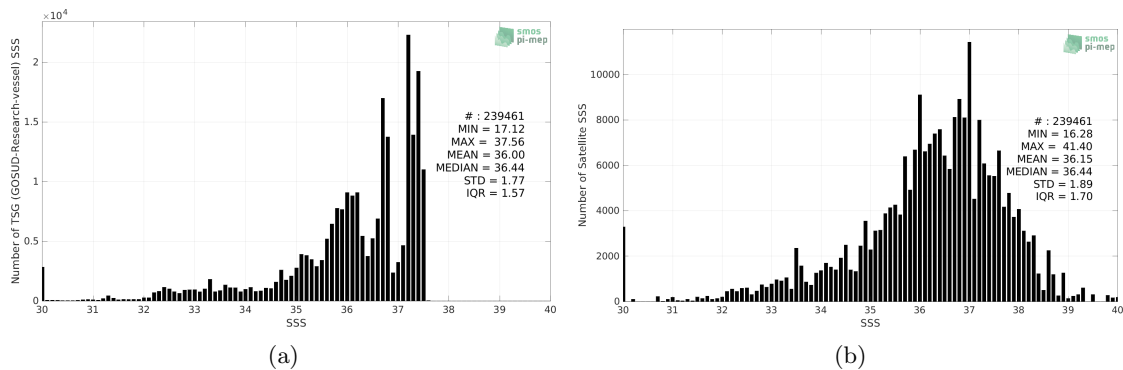 ×10⁴
smos
pi-mep
Number of TSG (GOSUD-Research-vessel) SSS
2
1.5
1
0.5
0
# : 239461
MIN = 17.12
MAX = 37.56
MEAN = 36.00
MEDIAN = 36.44
STD = 1.77
IQR = 1.57
30 31 32 33 34 35 36 37 38 39 40
SSS
(a)
smos
pi-mep
Number of Satellite SSS
10000
8000
6000
4000
2000
0
# : 239461
MIN = 16.28
MAX = 41.40
MEAN = 36.15
MEDIAN = 36.44
STD = 1.89
IQR = 1.70
30 31 32 33 34 35 36 37 38 39 40
SSS
(b)